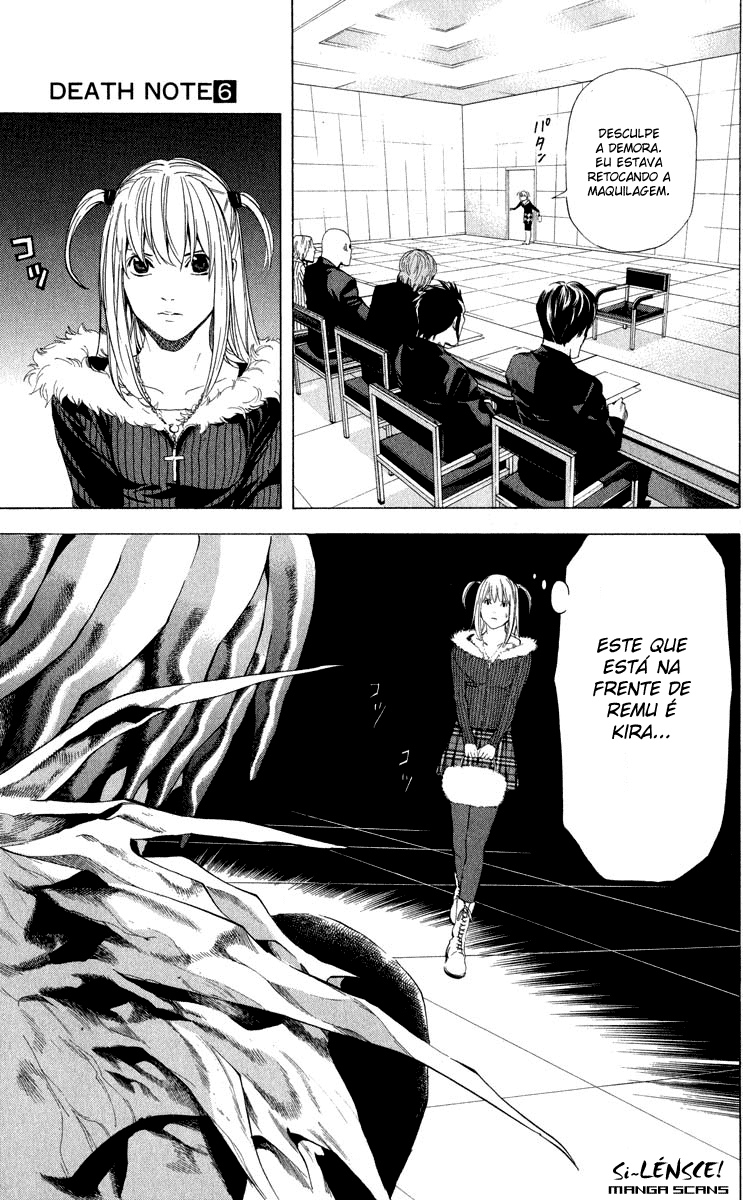 DEATH NOTE 6
DESCULPE
A DEMORA.
EU ESTAVA
RETOCANDO A
MAQUILAGEM.
パタン
コッ
ESTE QUE
ESTÁ NA
FRENTE DE
REMU É
KIRA...
コッ
コッ
Si~LÉNSCE!
MANGA SCANS